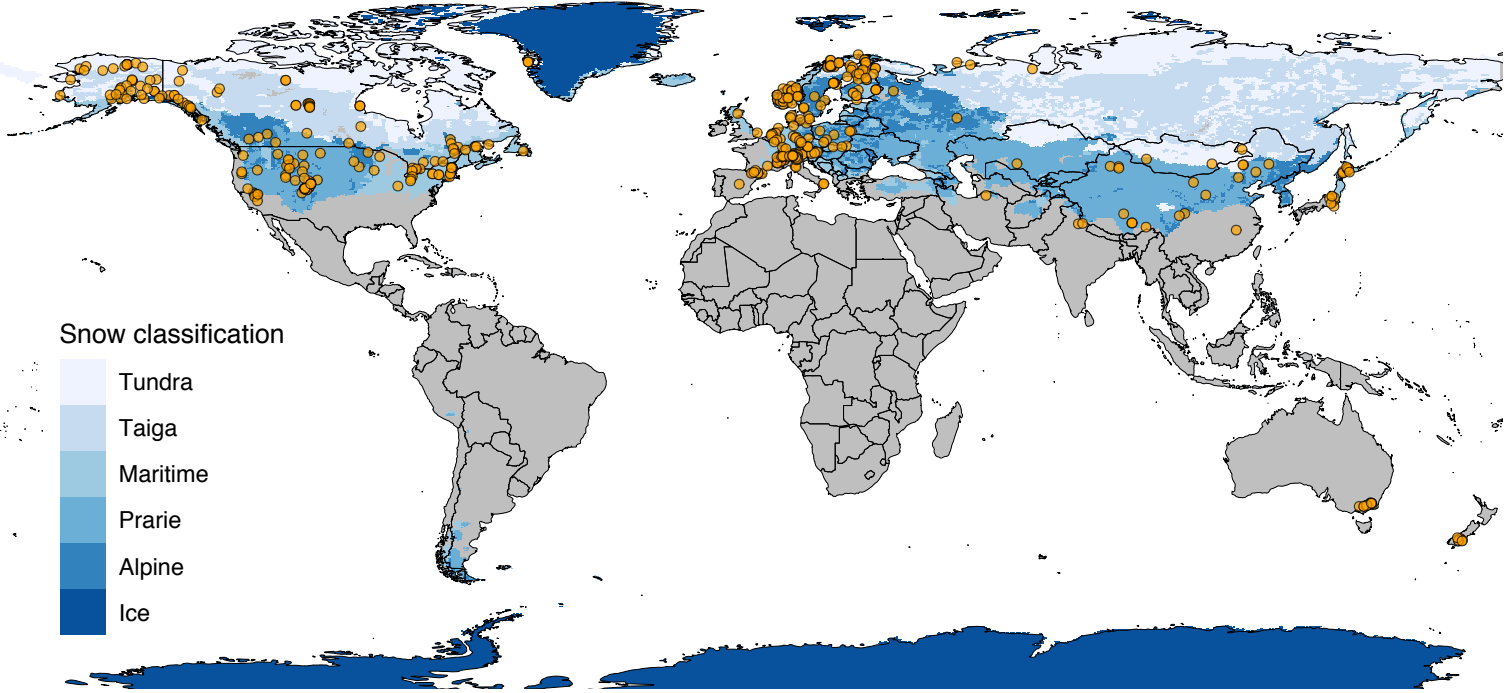 Snow classification
Tundra
Taiga
Maritime
Prarie
Alpine
Ice